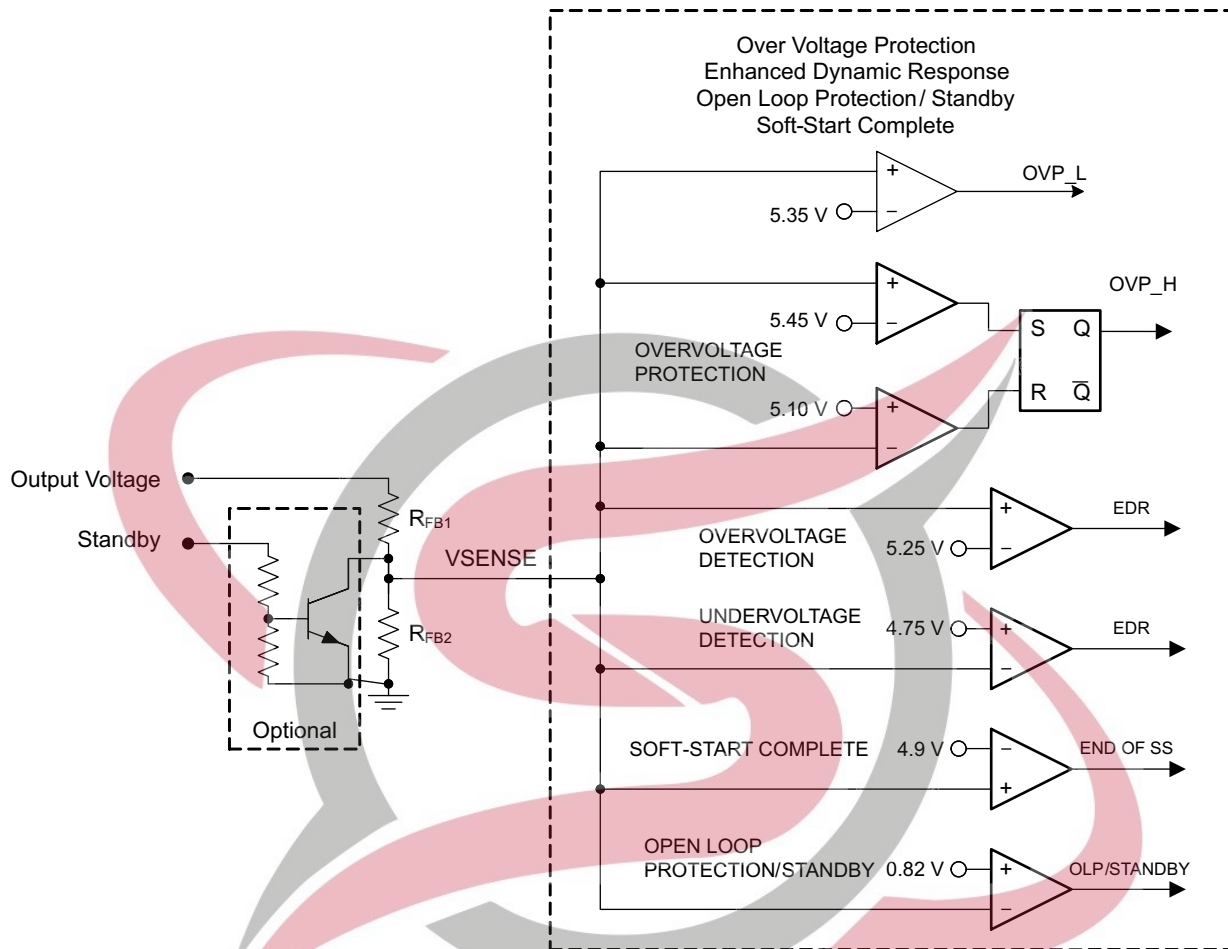 Over Voltage Protection
Enhanced Dynamic Response
Open Loop Protection/ Standby
Soft-Start Complete
+
OVP_L
5.35 V
−
+
OVP_H
5.45 V
−
S Q
OVERVOLTAGE
PROTECTION
R Q̅
5.10 V
+
−
Output Voltage
Standby
RFB1
VSENSE
RFB2
Optional
+
EDR
OVERVOLTAGE
DETECTION
5.25 V
−
UNDERVOLTAGE
DETECTION
4.75 V
+
EDR
−
SOFT-START COMPLETE
4.9 V
−
END OF SS
+
OPEN LOOP
PROTECTION/STANDBY
0.82 V
+
OLP/STANDBY
−